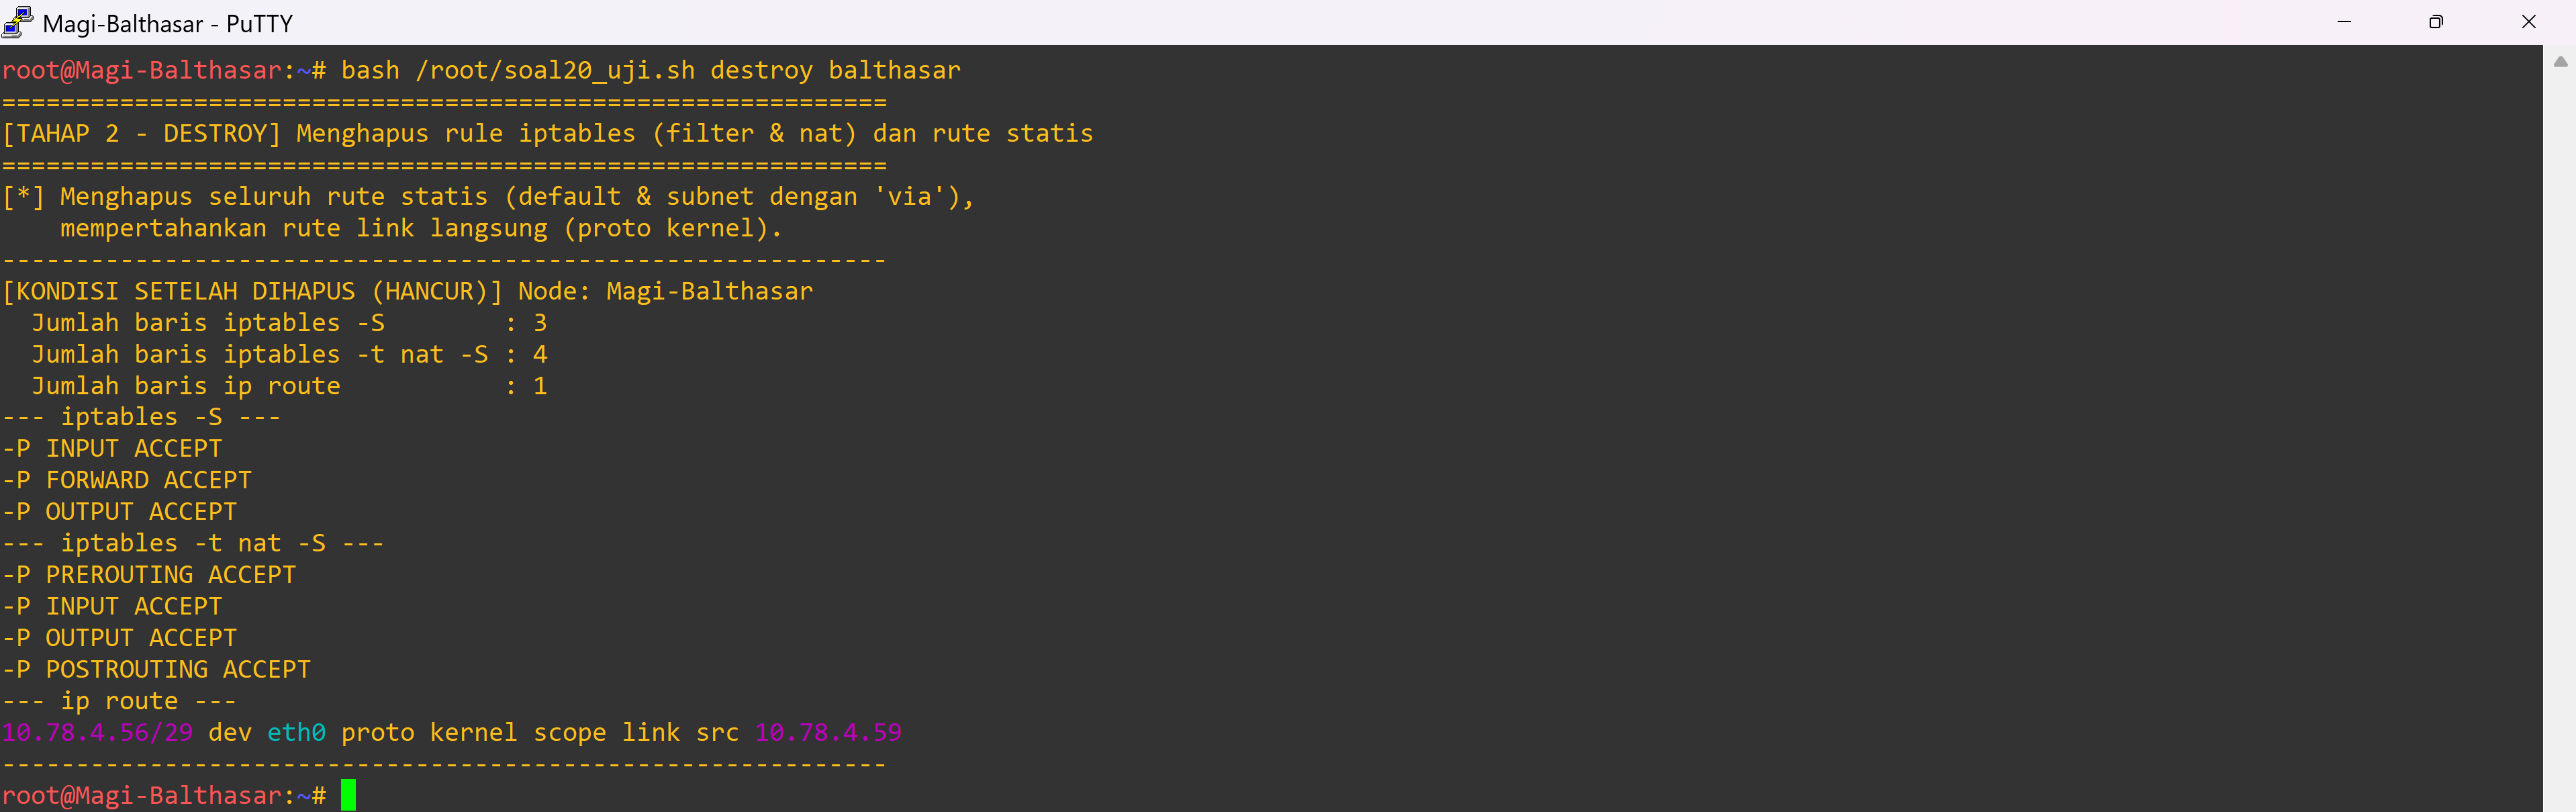 Magi-Balthasar - PuTTY
root@Magi-Balthasar:~# bash /root/soal20_uji.sh destroy balthasar
============================================================
[TAHAP 2 - DESTROY] Menghapus rule iptables (filter & nat) dan rute statis
============================================================
[*] Menghapus seluruh rute statis (default & subnet dengan 'via'),
    mempertahankan rute link langsung (proto kernel).
------------------------------------------------------------
[KONDISI SETELAH DIHAPUS (HANCUR)] Node: Magi-Balthasar
  Jumlah baris iptables -S        : 3
  Jumlah baris iptables -t nat -S : 4
  Jumlah baris ip route           : 1
--- iptables -S ---
-P INPUT ACCEPT
-P FORWARD ACCEPT
-P OUTPUT ACCEPT
--- iptables -t nat -S ---
-P PREROUTING ACCEPT
-P INPUT ACCEPT
-P OUTPUT ACCEPT
-P POSTROUTING ACCEPT
--- ip route ---
10.78.4.56/29 dev eth0 proto kernel scope link src 10.78.4.59
------------------------------------------------------------
root@Magi-Balthasar:~#